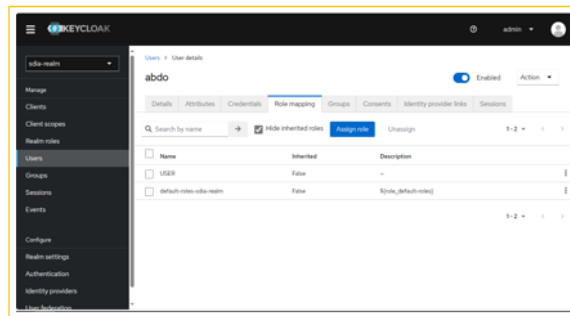 KEYCLOAK
admin
sdia-realm
Manage
Clients
Client scopes
Realm roles
Users
Groups
Sessions
Events
Configure
Realm settings
Authentication
Identity providers
User federation
Users > User details
abdo
Enabled
Action
Details Attributes Credentials Role mapping Groups Consents Identity provider links Sessions
Search by name Hide inherited roles Assign role Unassign 1-2
Name Inherited Description
USER False –
default-roles-sdia-realm False ${role_default-roles}
1-2